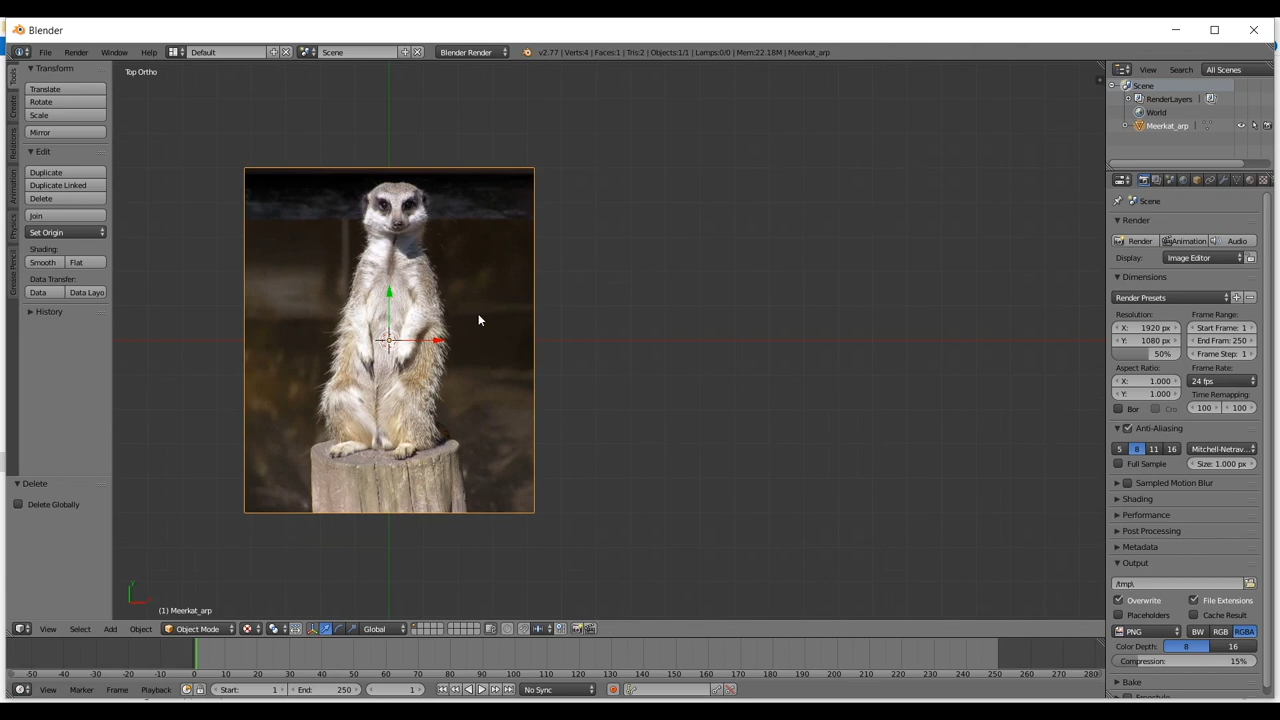 Blender
File Render Window Help Default Scene Blender Render v2.77 | Verts:4 | Faces:1 | Tris:2 | Objects:1/1 | Lamps:0/0 | Mem:22.18M | Meerkat_arp
Tools
Create
Relations
Animation
Physics
Grease Pencil
Transform
Translate
Rotate
Scale
Mirror
Edit
Duplicate
Duplicate Linked
Delete
Join
Set Origin
Shading:
Smooth Flat
Data Transfer:
Data Data Layo
History
Delete
Delete Globally
Top Ortho
(1) Meerkat_arp
View Select Add Object Object Mode Global
-50 -40 -30 -20 -10 0 10 20 30 40 50 60 70 80 90 100 110 120 130 140 150 160 170 180 190 200 210 220 230 240 250 260 270 280
View Marker Frame Playback Start: 1 End: 250 1 No Sync
View Search All Scenes
Scene
RenderLayers
World
Meerkat_arp
Scene
Render
Render Animation Audio
Display: Image Editor
Dimensions
Render Presets
Resolution: Frame Range:
X: 1920 px Start Frame: 1
Y: 1080 px End Fram: 250
50% Frame Step: 1
Aspect Ratio: Frame Rate:
X: 1.000 24 fps
Y: 1.000 Time Remapping:
Bor Cro 100 100
Anti-Aliasing
5 8 11 16 Mitchell-Netrav...
Full Sample Size: 1.000 px
Sampled Motion Blur
Shading
Performance
Post Processing
Metadata
Output
/tmp\
Overwrite File Extensions
Placeholders Cache Result
PNG BW RGB RGBA
Color Depth: 8 16
Compression: 15%
Bake